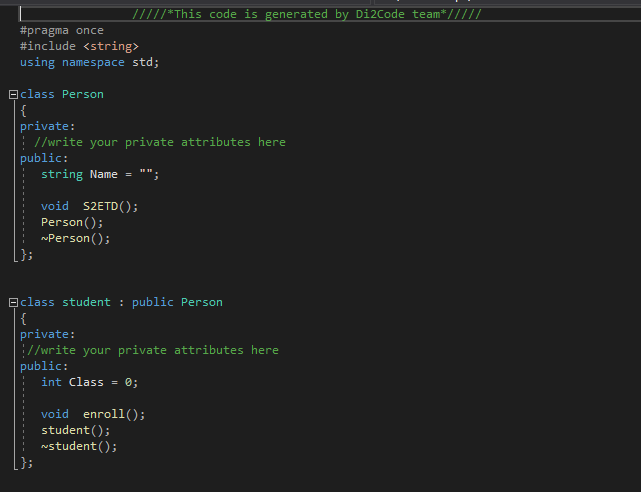 /////*This code is generated by Di2Code team*/////
#pragma once
#include <string>
using namespace std;
class Person
{
private:
//write your private attributes here
public:
string Name = "";
void  S2ETD();
Person();
~Person();
};
class student : public Person
{
private:
//write your private attributes here
public:
int Class = 0;
void  enroll();
student();
~student();
};